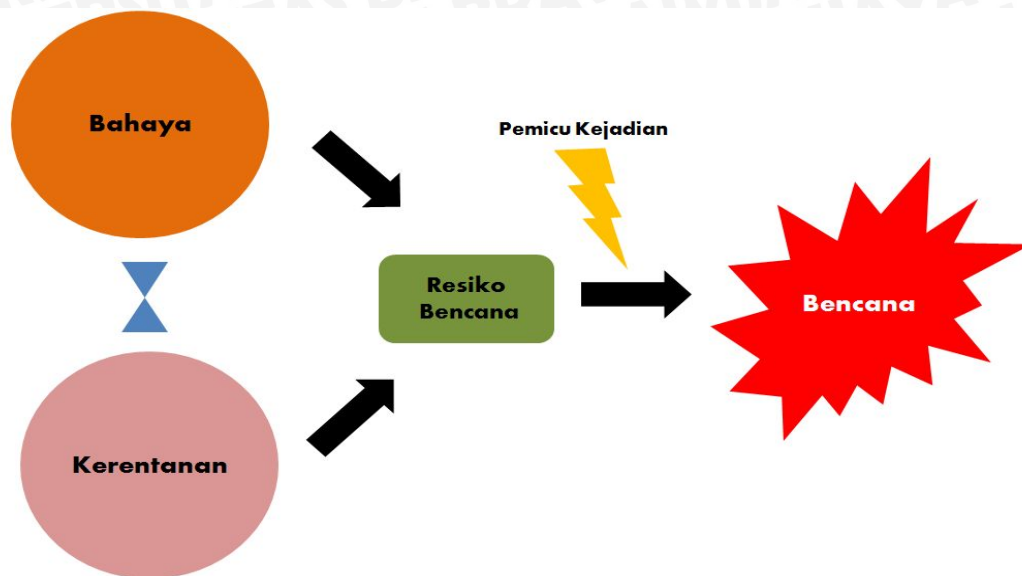 Bahaya
Pemicu Kejadian
Resiko
Bencana
Bencana
Kerentanan